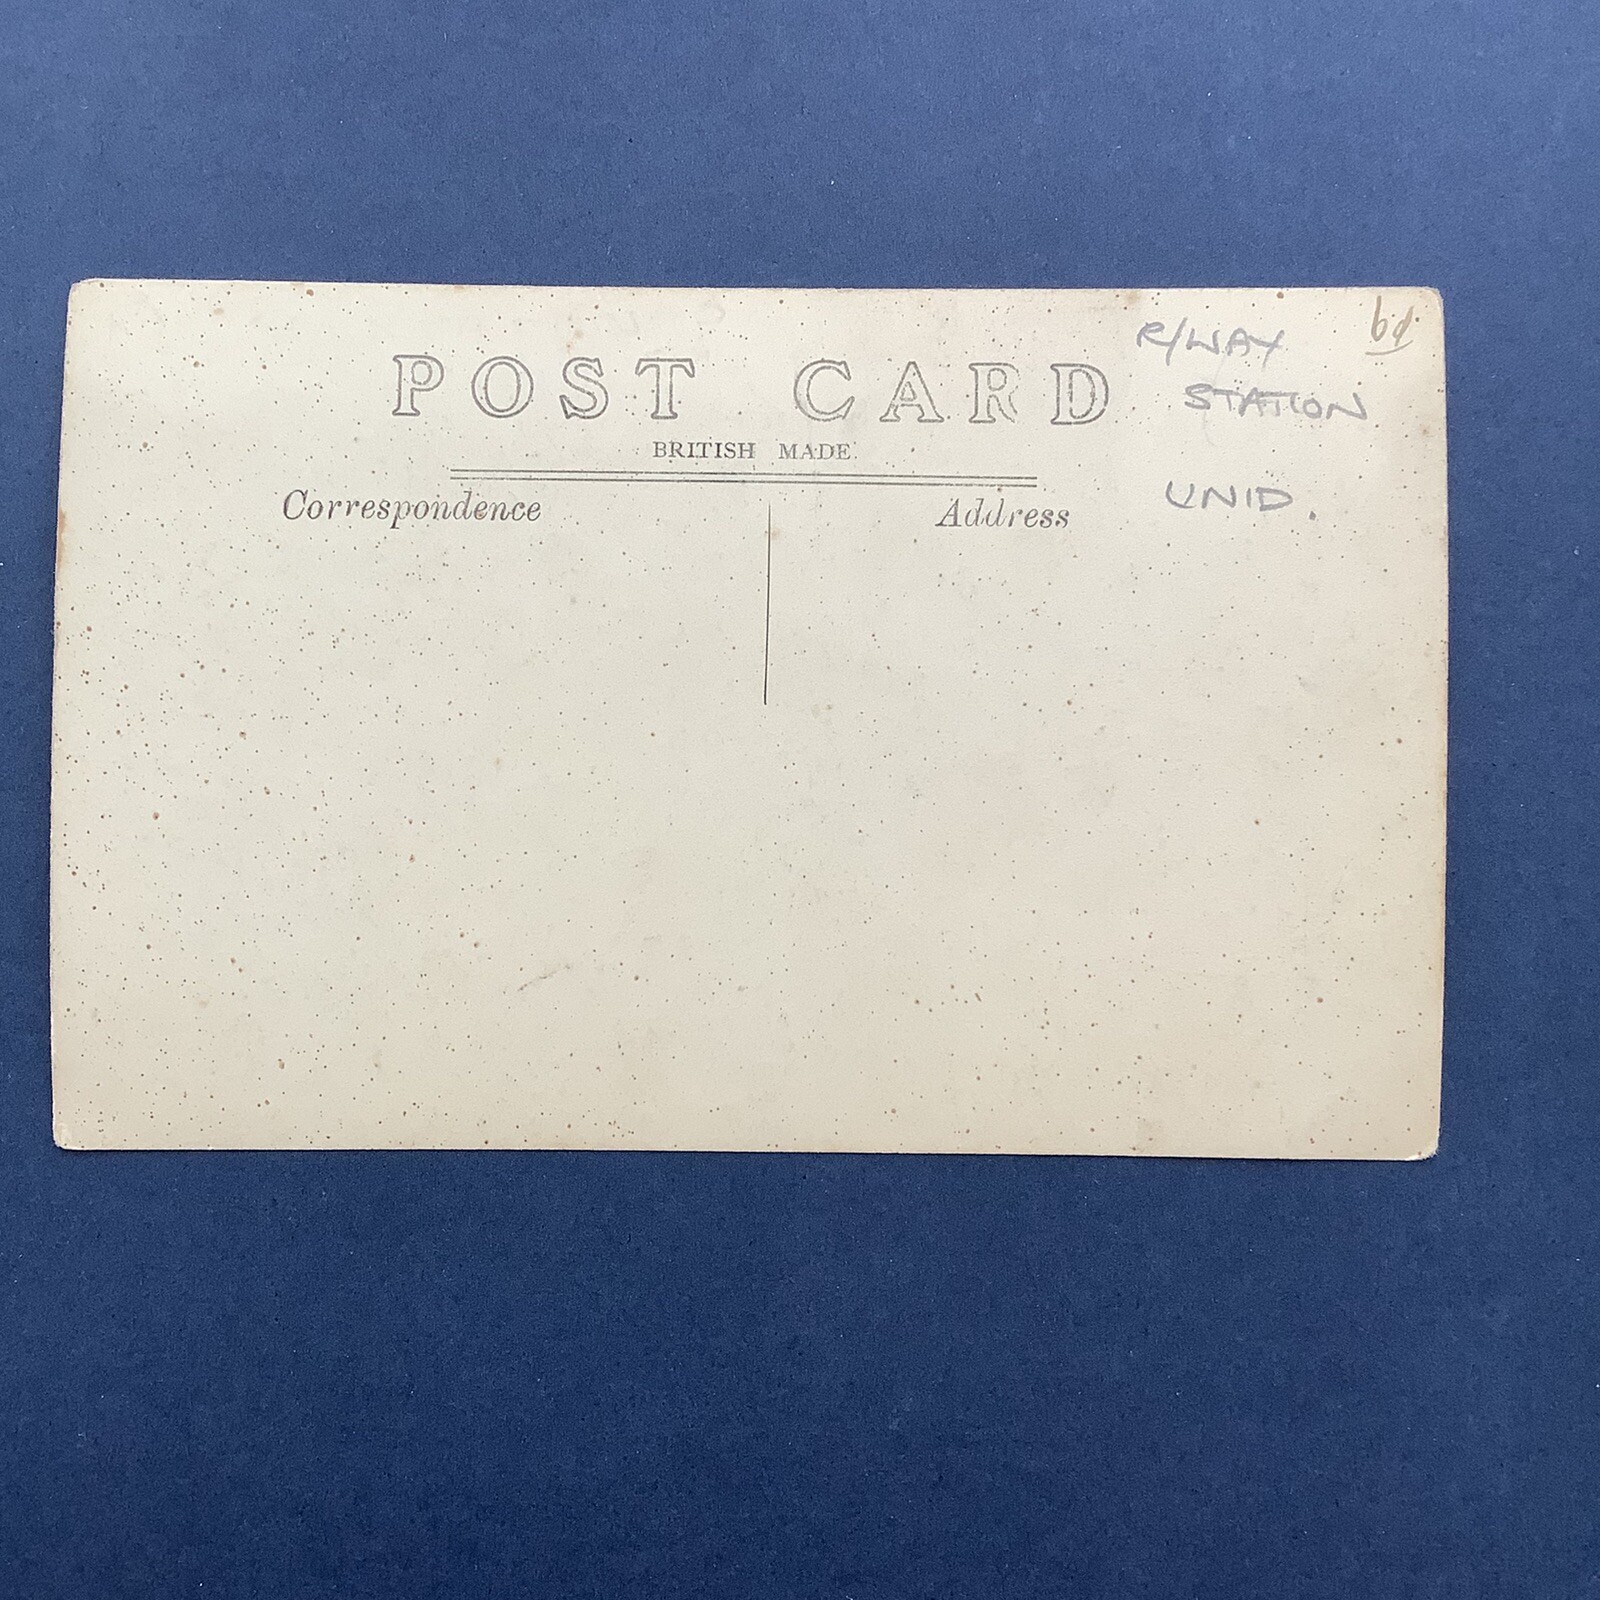 6d
R/WAY
STATION
POST CARD
BRITISH MADE.
Correspondence
Address
UNID.